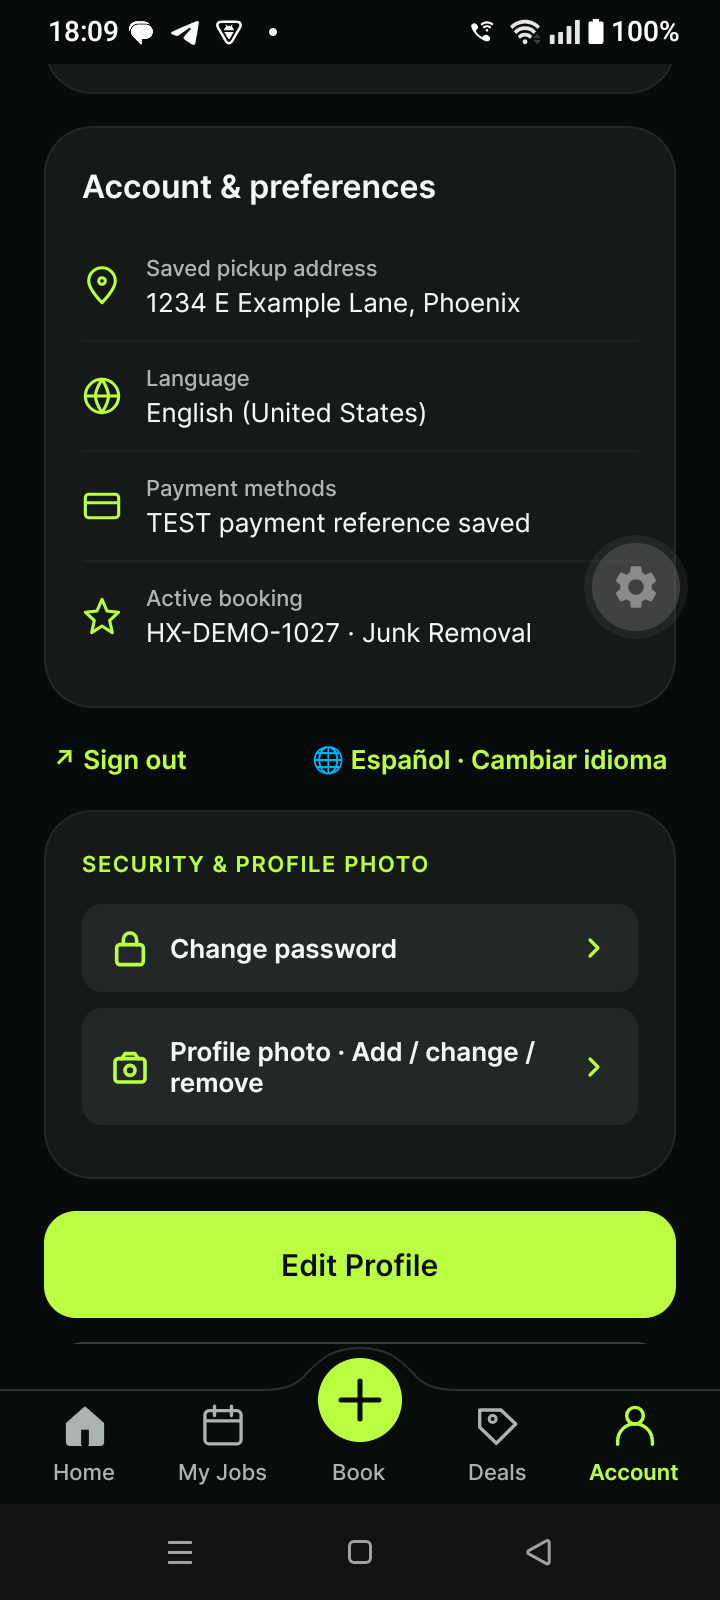 18:09
100%
Account & preferences
Saved pickup address
1234 E Example Lane, Phoenix
Language
English (United States)
Payment methods
TEST payment reference saved
Active booking
HX-DEMO-1027 · Junk Removal
↗ Sign out
🌐 Español · Cambiar idioma
SECURITY & PROFILE PHOTO
Change password
Profile photo · Add / change /
remove
Edit Profile
Home
My Jobs
Book
Deals
Account